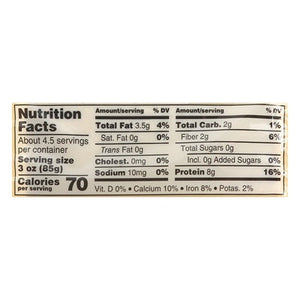 Nutrition
Facts
About 4.5 servings
per container
Serving size
3 oz (85g)
Calories 70
per serving
Amount/serving % DV
Total Fat 3.5g 4%
Sat. Fat 0g 0%
Trans Fat 0g
Cholest. 0mg 0%
Sodium 10mg 0%
Amount/serving % DV
Total Carb. 2g 1%
Fiber 2g 6%
Total Sugars 0g
Incl. 0g Added Sugars 0%
Protein 8g 16%
Vit. D 0% • Calcium 10% • Iron 8% • Potas. 2%